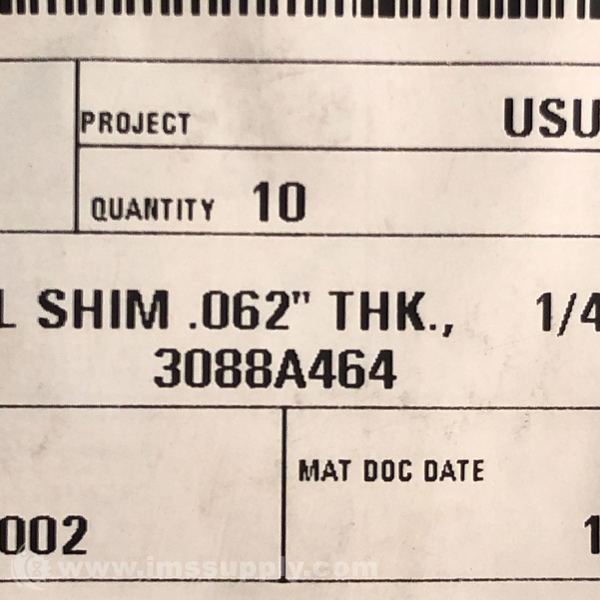 PROJECT USU
QUANTITY 10
L SHIM .062" THK., 1/4
3088A464
MAT DOC DATE
002 1
www.imssupply.com